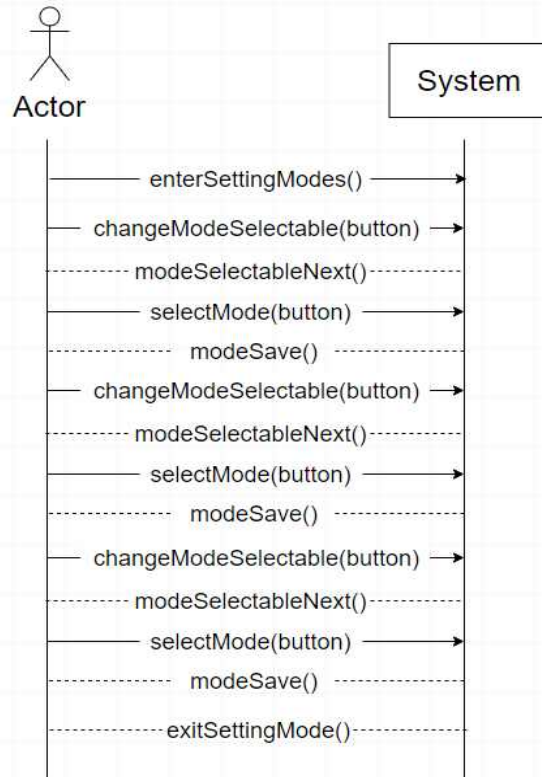 Actor
System
enterSettingModes()
changeModeSelectable(button)
modeSelectableNext()
selectMode(button)
modeSave()
changeModeSelectable(button)
modeSelectableNext()
selectMode(button)
modeSave()
changeModeSelectable(button)
modeSelectableNext()
selectMode(button)
modeSave()
exitSettingMode()